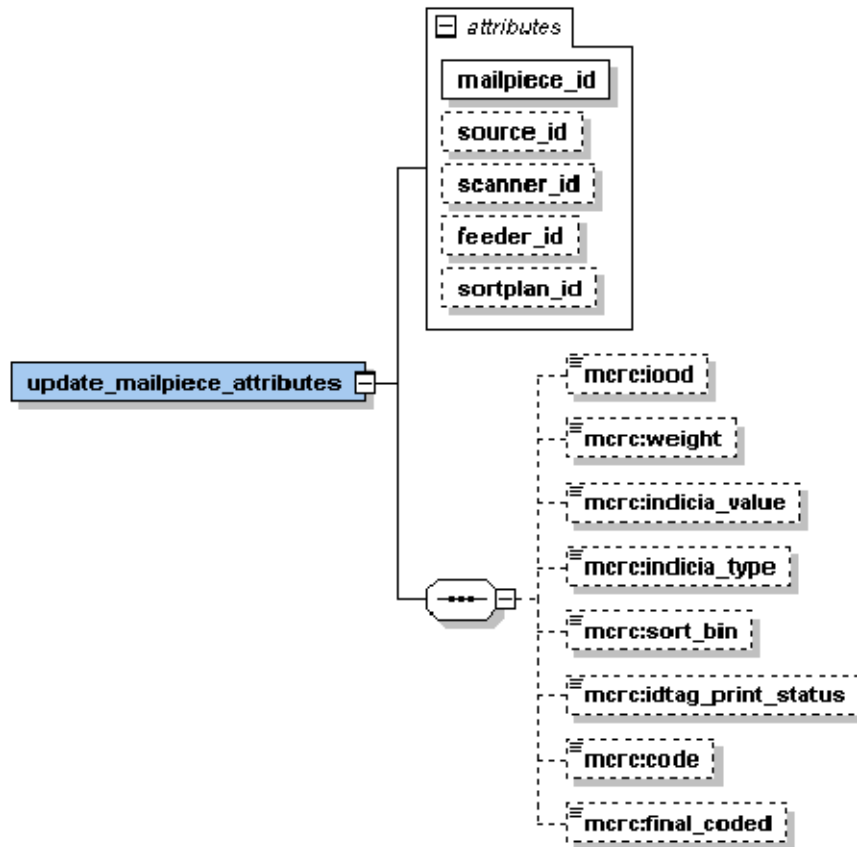 attributes
mailpiece_id
source_id
scanner_id
feeder_id
sortplan_id
update_mailpiece_attributes
mcrc:iood
mcrc:weight
mcrc:indicia_value
mcrc:indicia_type
mcrc:sort_bin
mcrc:idtag_print_status
mcrc:code
mcrc:final_coded